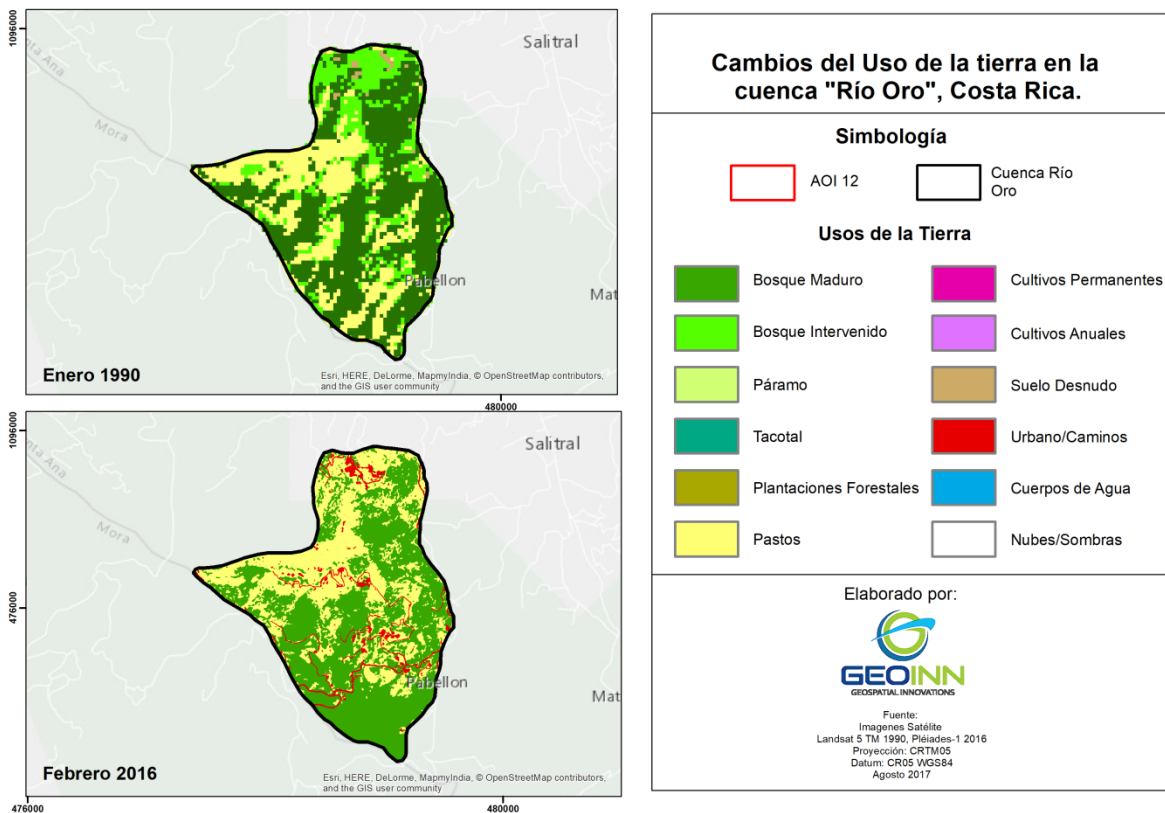 1096000
Santa Ana
Mora
Salitral
Pabellon
Mat
Enero 1990
Esri, HERE, DeLorme, MapmyIndia, © OpenStreetMap contributors,
and the GIS user community
480000
1096000
476000
Mora
Salitral
Pabellon
Mat
Febrero 2016
Esri, HERE, DeLorme, MapmyIndia, © OpenStreetMap contributors,
and the GIS user community
476000
480000
Cambios del Uso de la tierra en la
cuenca "Río Oro", Costa Rica.
Simbología
AOI 12
Cuenca Río
Oro
Usos de la Tierra
Bosque Maduro
Bosque Intervenido
Páramo
Tacotal
Plantaciones Forestales
Pastos
Cultivos Permanentes
Cultivos Anuales
Suelo Desnudo
Urbano/Caminos
Cuerpos de Agua
Nubes/Sombras
Elaborado por:
GEOINN
GEOSPATIAL INNOVATIONS
Fuente:
Imagenes Satélite
Landsat 5 TM 1990, Pléiades-1 2016
Proyección: CRTM05
Datum: CR05 WGS84
Agosto 2017